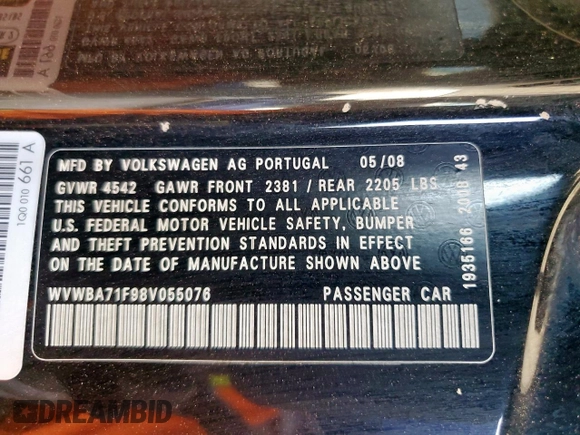 MFD BY VOLKSWAGEN AG PORTUGAL 05/08
GVWR 4542 GAWR FRONT 2381 / REAR 2205 LBS
THIS VEHICLE CONFORMS TO ALL APPLICABLE
U.S. FEDERAL MOTOR VEHICLE SAFETY, BUMPER
AND THEFT PREVENTION STANDARDS IN EFFECT
ON THE DATE OF MANUFACTURE SHOWN ABOVE
WVWBA71F98V055076 PASSENGER CAR
1935166 2008 43
1Q0 010 661 A
DREAMBID